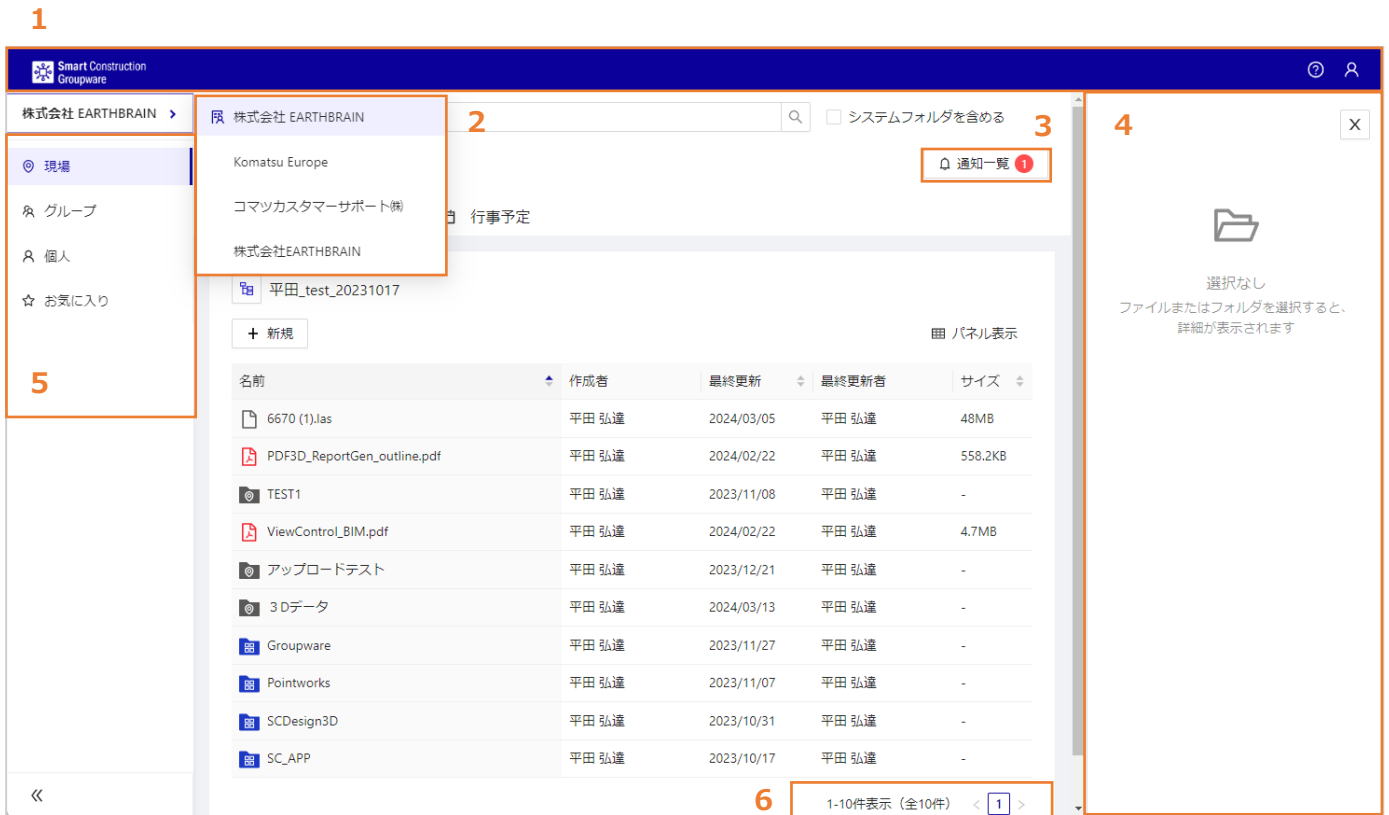 1
Smart Construction
Groupware
株式会社 EARTHBRAIN
株式会社 EARTHBRAIN
Komatsu Europe
コマツカスタマーサポート㈱
株式会社EARTHBRAIN
2
システムフォルダを含める
3
通知一覧 1
行事予定
4
X
選択なし
ファイルまたはフォルダを選択すると、
詳細が表示されます
現場
グループ
個人
お気に入り
5
平田_test_20231017
+ 新規
パネル表示
名前 作成者 最終更新 最終更新者 サイズ
6670 (1).las 平田 弘達 2024/03/05 平田 弘達 48MB
PDF3D_ReportGen_outline.pdf 平田 弘達 2024/02/22 平田 弘達 558.2KB
TEST1 平田 弘達 2023/11/08 平田 弘達 -
ViewControl_BIM.pdf 平田 弘達 2024/02/22 平田 弘達 4.7MB
アップロードテスト 平田 弘達 2023/12/21 平田 弘達 -
３Dデータ 平田 弘達 2024/03/13 平田 弘達 -
Groupware 平田 弘達 2023/11/27 平田 弘達 -
Pointworks 平田 弘達 2023/11/07 平田 弘達 -
SCDesign3D 平田 弘達 2023/10/31 平田 弘達 -
SC_APP 平田 弘達 2023/10/17 平田 弘達 -
6
1-10件表示（全10件） < 1 >